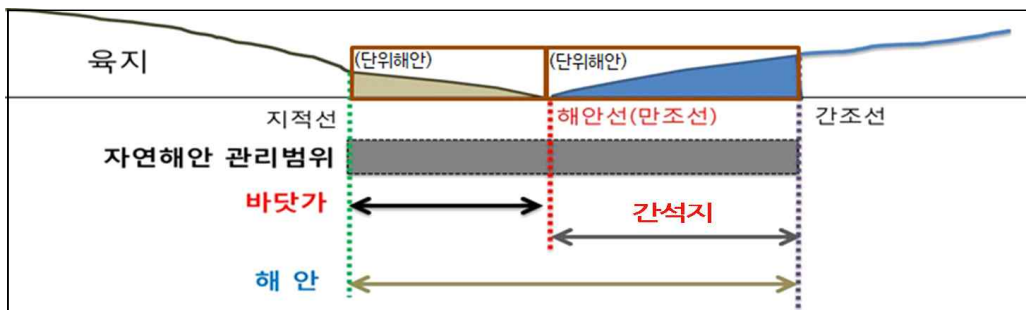 육지
(단위해안)
(단위해안)
지적선
해안선(만조선)
간조선
자연해안 관리범위
바닷가
간석지
해 안